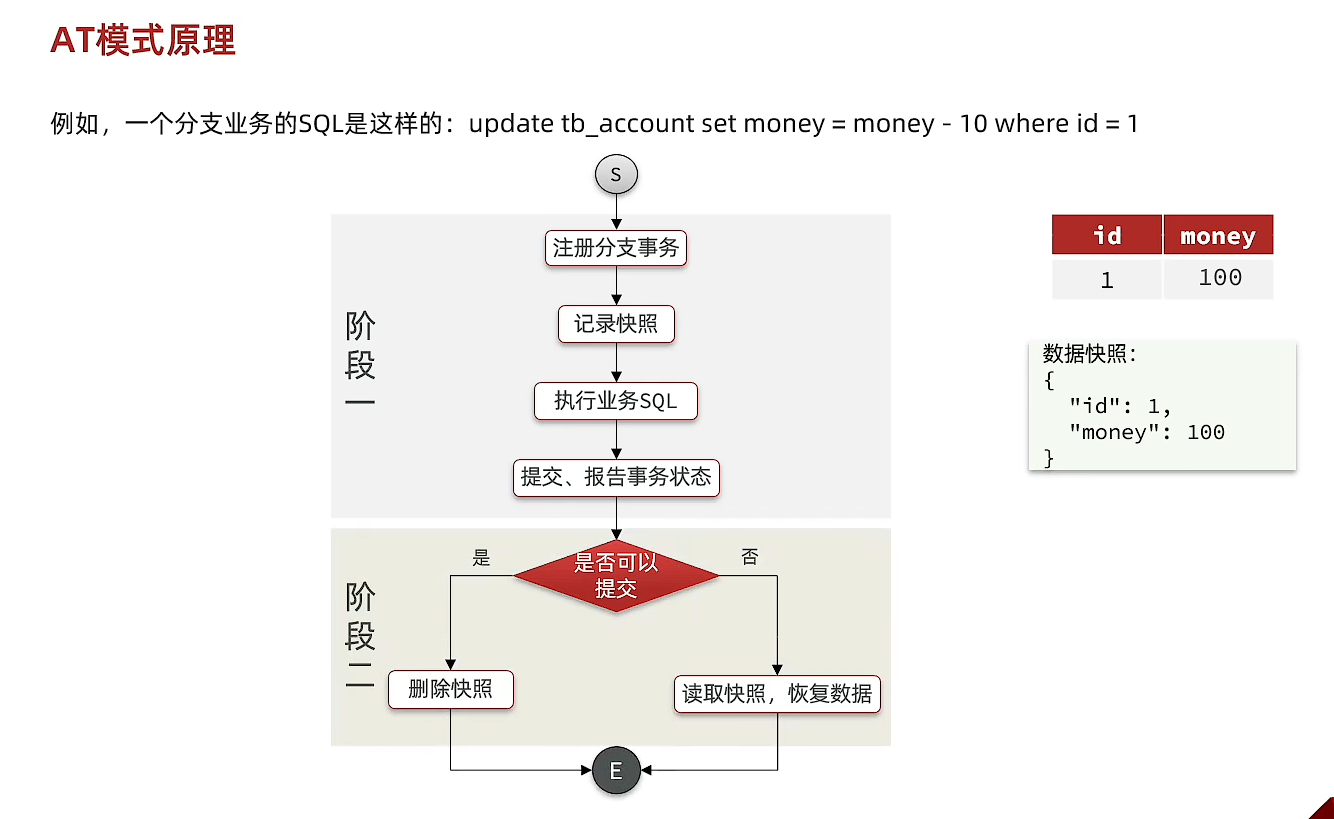 AT模式原理
例如，一个分支业务的SQL是这样的：update tb_account set money = money - 10 where id = 1
S
阶段一
注册分支事务
记录快照
执行业务SQL
提交、报告事务状态
阶段二
是否可以
提交
是
否
删除快照
读取快照，恢复数据
E
id money
1 100
数据快照：
{
"id": 1,
"money": 100
}